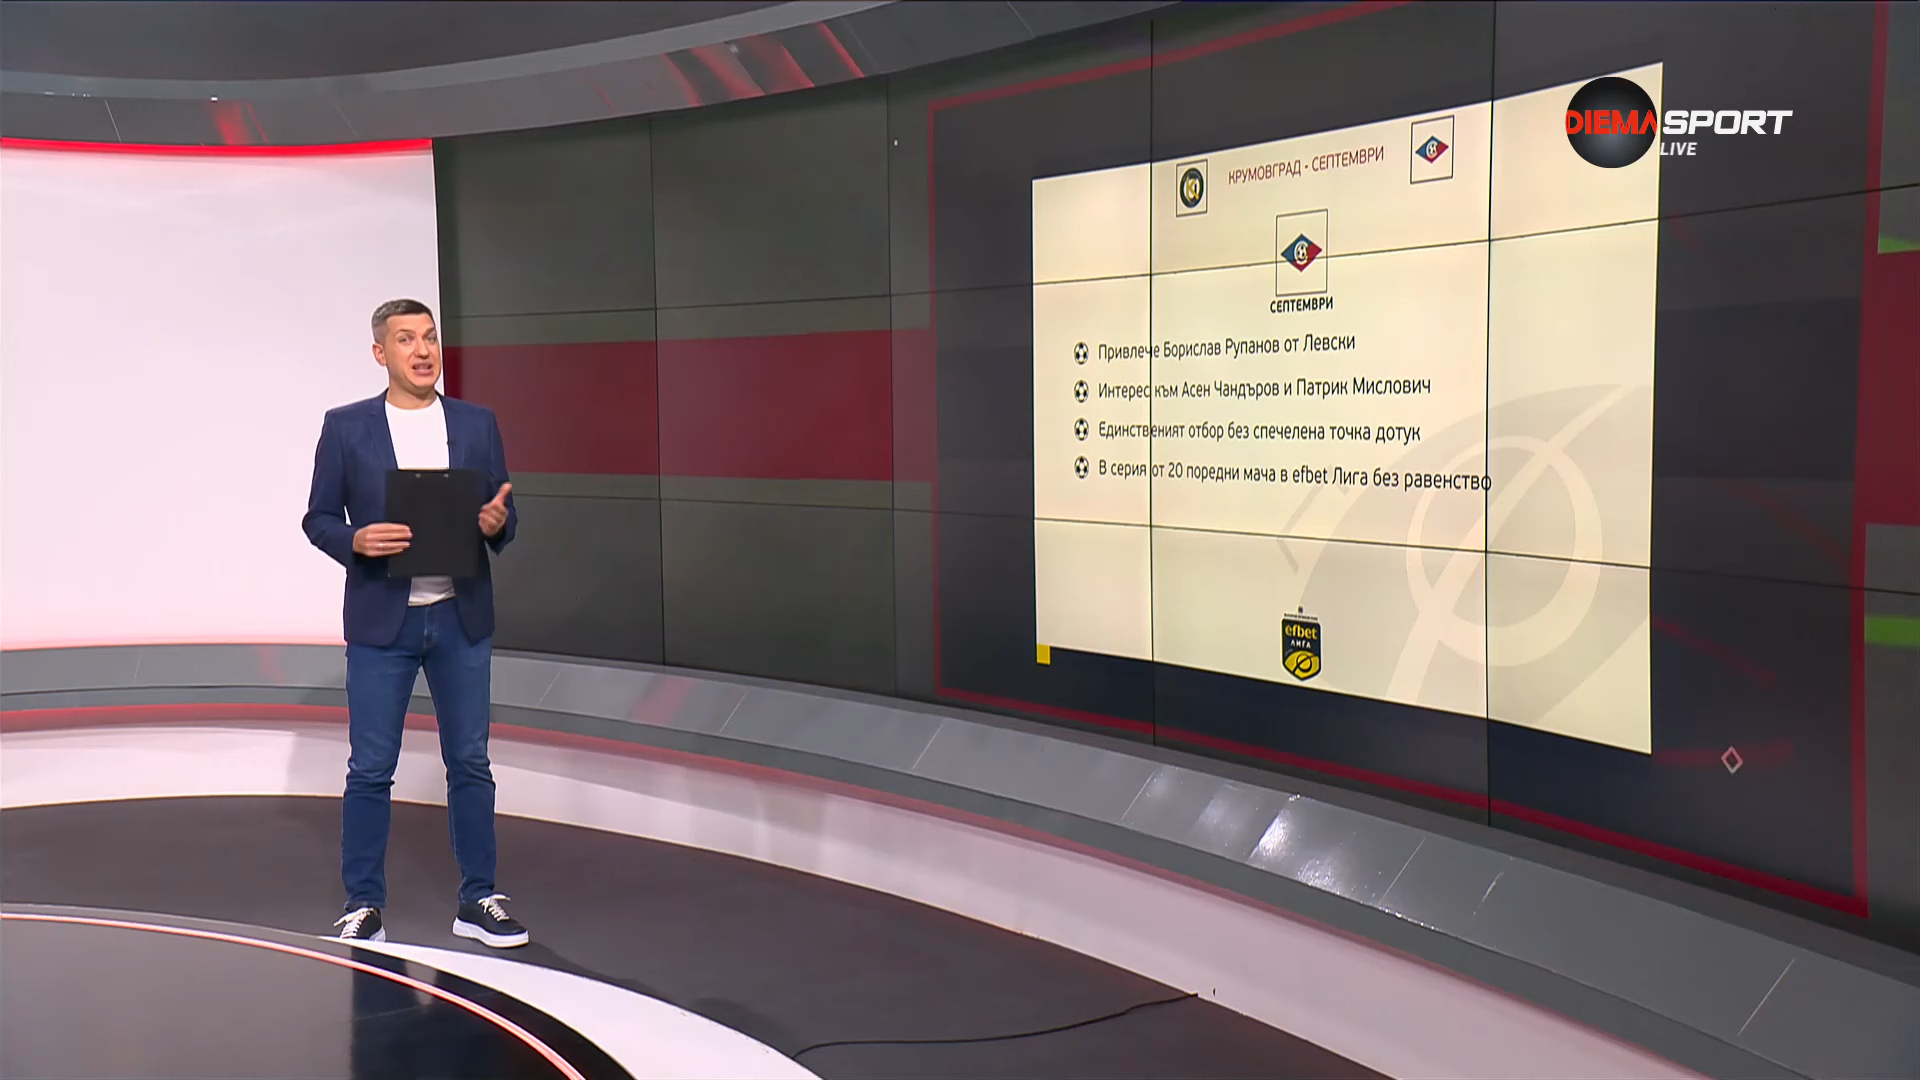 DIEMA SPORT
LIVE
КРУМОВГРАД - СЕПТЕМВРИ
СЕПТЕМВРИ
Привлече Борислав Рупанов от Левски
Интерес към Асен Чандъров и Патрик Мислович
Единственият отбор без спечелена точка дотук
В серия от 20 поредни мача в efbet Лига без равенство
efbet
ЛИГА